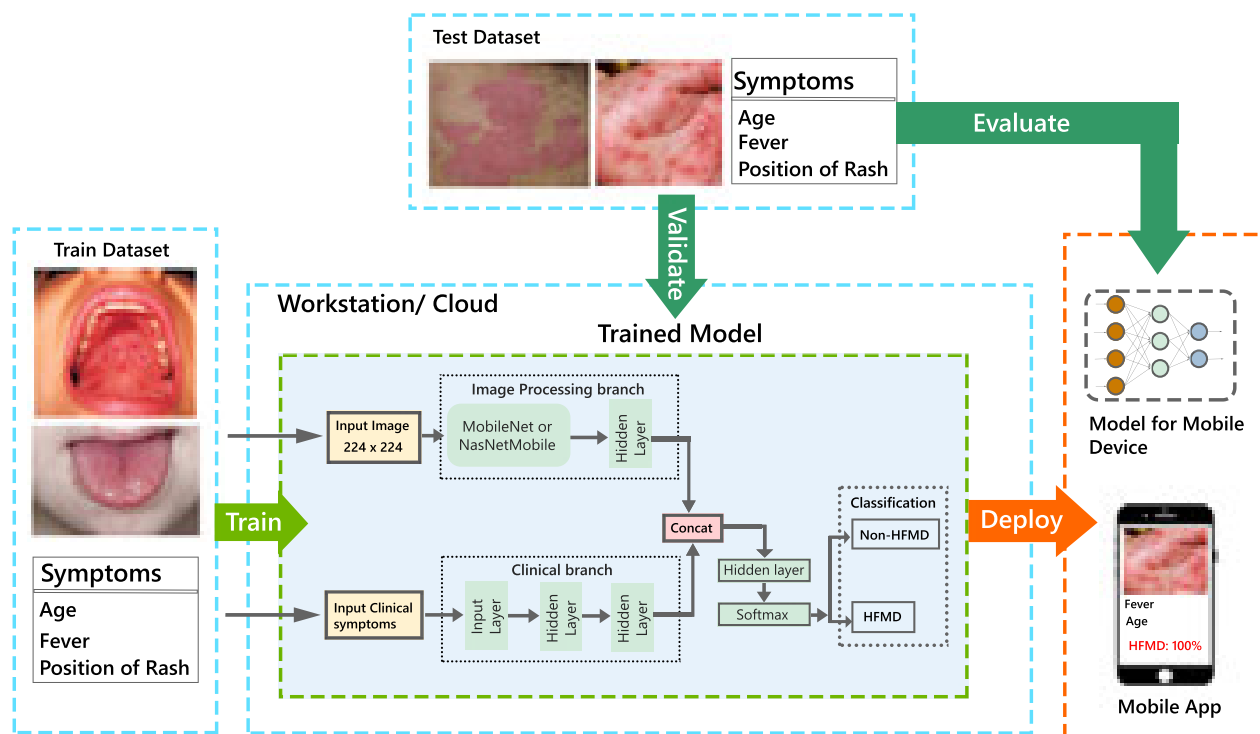 Test Dataset
Symptoms
Age
Fever
Position of Rash
Evaluate
Validate
Train Dataset
Symptoms
Age
Fever
Position of Rash
Train
Workstation/ Cloud
Trained Model
Image Processing branch
Input Image
224 x 224
MobileNet or
NasNetMobile
Hidden
Layer
Concat
Clinical branch
Input Clinical
symptoms
Input
Layer
Hidden
Layer
Hidden
Layer
Hidden layer
Softmax
Classification
Non-HFMD
HFMD
Deploy
Model for Mobile
Device
Fever
Age
HFMD: 100%
Mobile App